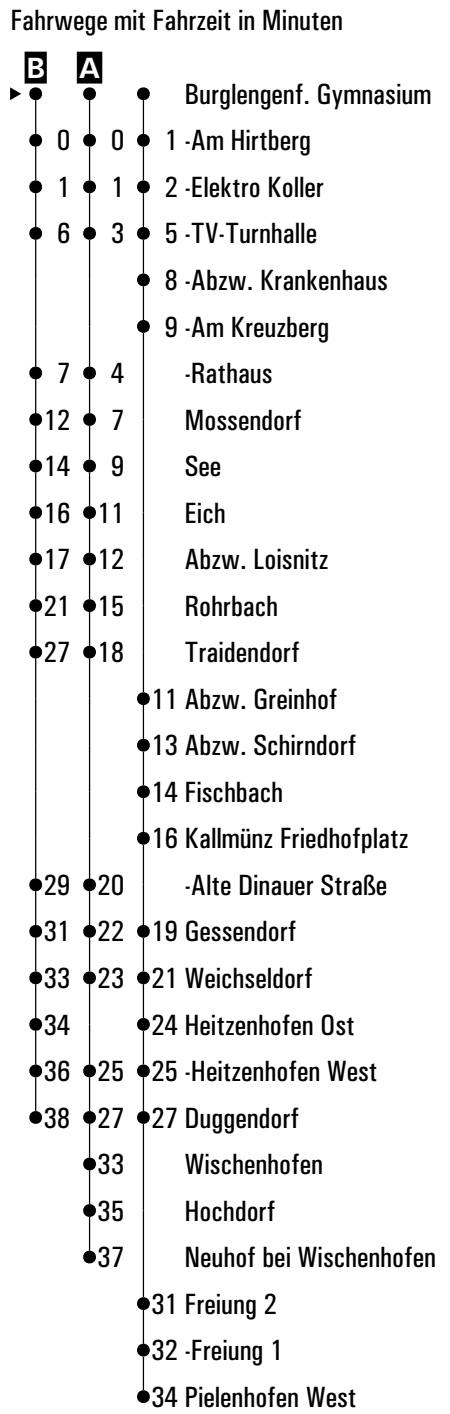 Fahrwege mit Fahrzeit in Minuten
B A
Burglengenf. Gymnasium
0 0 1 -Am Hirtberg
1 1 2 -Elektro Koller
6 3 5 -TV-Turnhalle
8 -Abzw. Krankenhaus
9 -Am Kreuzberg
7 4 -Rathaus
12 7 Mossendorf
14 9 See
16 11 Eich
17 12 Abzw. Loisnitz
21 15 Rohrbach
27 18 Traidendorf
11 Abzw. Greinhof
13 Abzw. Schirndorf
14 Fischbach
16 Kallmünz Friedhofplatz
29 20 -Alte Dinauer Straße
31 22 19 Gessendorf
33 23 21 Weichseldorf
34 24 Heitzenhofen Ost
36 25 25 -Heitzenhofen West
38 27 27 Duggendorf
33 Wischenhofen
35 Hochdorf
37 Neuhof bei Wischenhofen
31 Freiung 2
32 -Freiung 1
34 Pielenhofen West